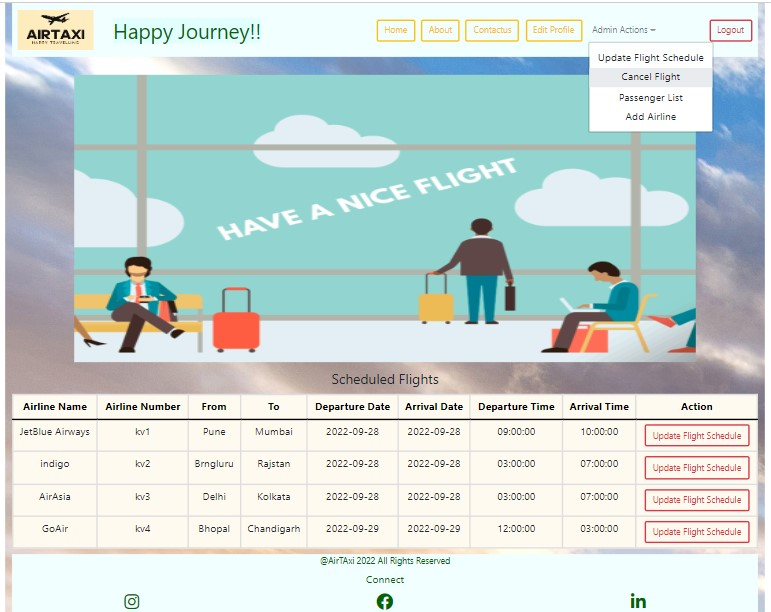 AIRTAXI
HAPPY TRAVELLING
Happy Journey!!
Home About Contactus Edit Profile Admin Actions Logout
Update Flight Schedule
Cancel Flight
Passenger List
Add Airline
HAVE A NICE FLIGHT
Scheduled Flights
Airline Name Airline Number From To Departure Date Arrival Date Departure Time Arrival Time Action
JetBlue Airways kv1 Pune Mumbai 2022-09-28 2022-09-28 09:00:00 10:00:00 Update Flight Schedule
indigo kv2 Brngluru Rajstan 2022-09-28 2022-09-28 03:00:00 07:00:00 Update Flight Schedule
AirAsia kv3 Delhi Kolkata 2022-09-28 2022-09-28 03:00:00 07:00:00 Update Flight Schedule
GoAir kv4 Bhopal Chandigarh 2022-09-29 2022-09-29 12:00:00 03:00:00 Update Flight Schedule
@AirTAxi 2022 All Rights Reserved
Connect
in